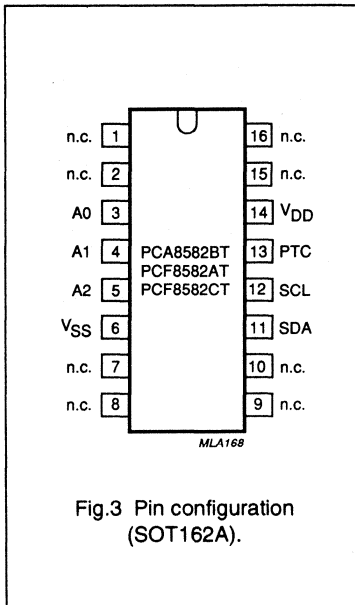 n.c. 1 16 n.c.
n.c. 2 15 n.c.
A0 3 14 VDD
A1 4 PCA8582BT 13 PTC
PCF8582AT
A2 5 PCF8582CT 12 SCL
VSS 6 11 SDA
n.c. 7 10 n.c.
n.c. 8 9 n.c.
MLA168
Fig.3 Pin configuration
(SOT162A).